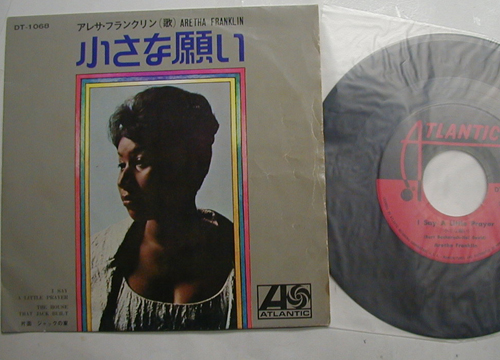 DT-1068
アレサ・フランクリン(歌) ARETHA FRANKLIN
小さな願い
I SAY
A LITTLE PRAYER
THE HOUSE
THAT JACK BUILT
ATLANTIC
ATLANTIC
I Say A Little Prayer
Aretha Franklin